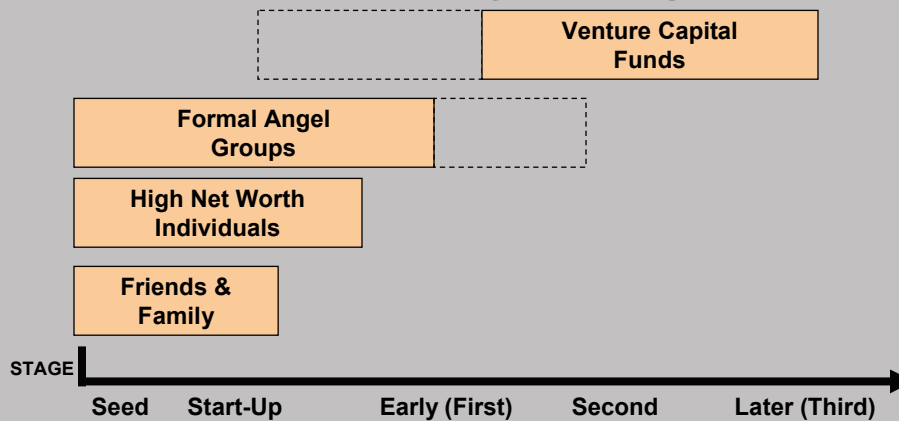 Venture Capital
Funds
Formal Angel
Groups
High Net Worth
Individuals
Friends &
Family
STAGE
Seed Start-Up Early (First) Second Later (Third)